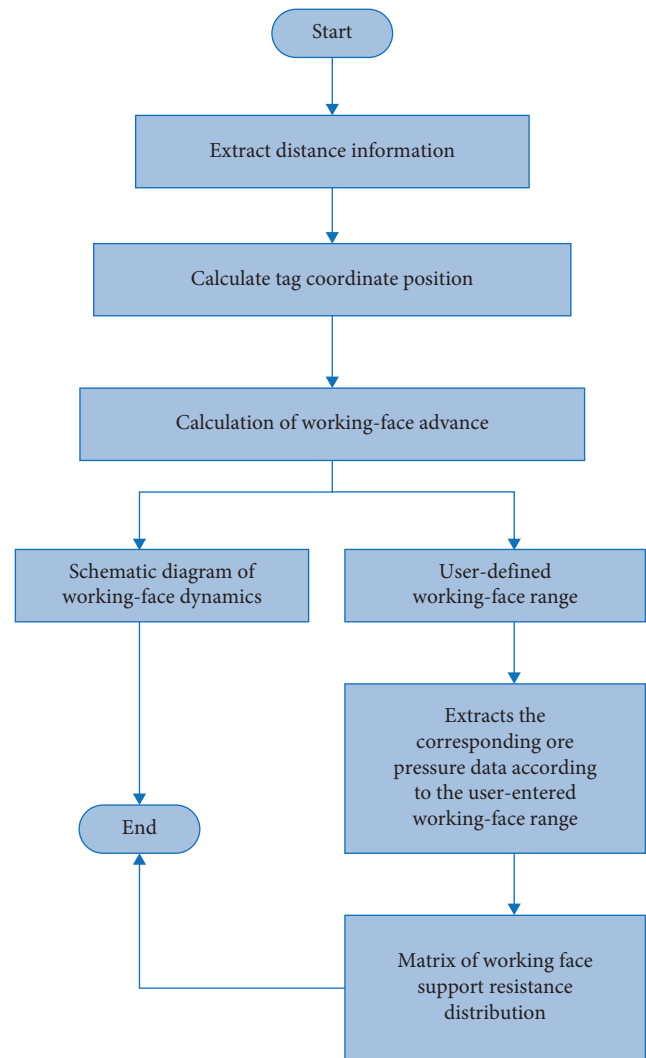 Start
Extract distance information
Calculate tag coordinate position
Calculation of working-face advance
Schematic diagram of
working-face dynamics
User-defined
working-face range
Extracts the
corresponding ore
pressure data according
to the user-entered
working-face range
End
Matrix of working face
support resistance
distribution